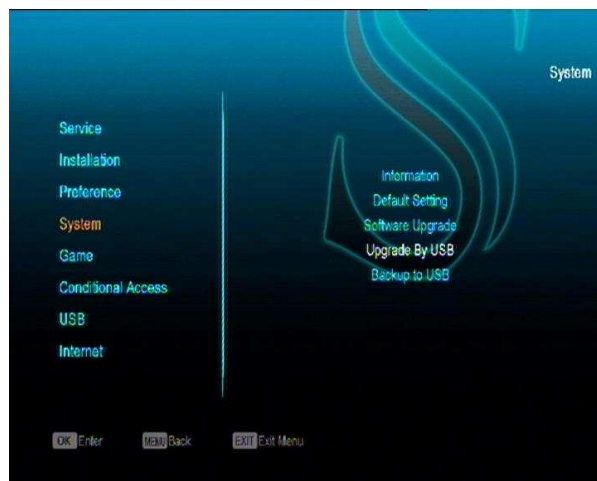 System
Service
Installation
Preference
System
Game
Conditional Access
USB
Internet
Information
Default Setting
Software Upgrade
Upgrade By USB
Backup to USB
OK Enter MENU Back EXIT Exit Menu